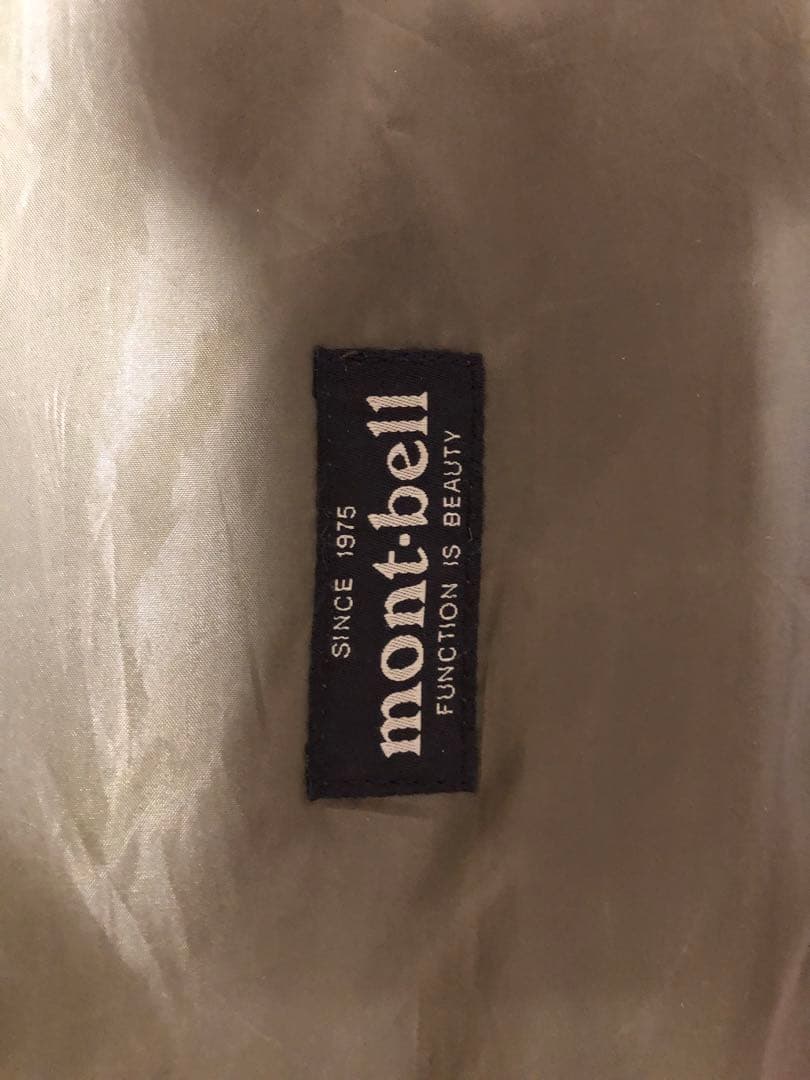 SINCE 1975
mont·bell
FUNCTION IS BEAUTY